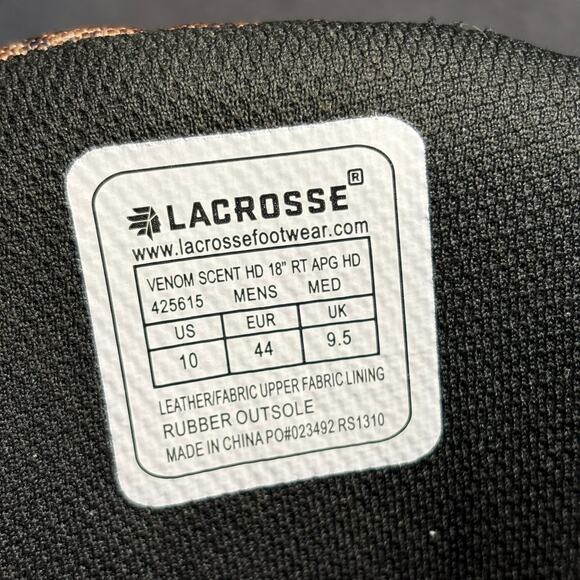 LACROSSE®
www.lacrossefootwear.com
VENOM SCENT HD 18" RT APG HD
425615 MENS MED
US EUR UK
10 44 9.5
LEATHER/FABRIC UPPER FABRIC LINING
RUBBER OUTSOLE
MADE IN CHINA PO#023492 RS1310